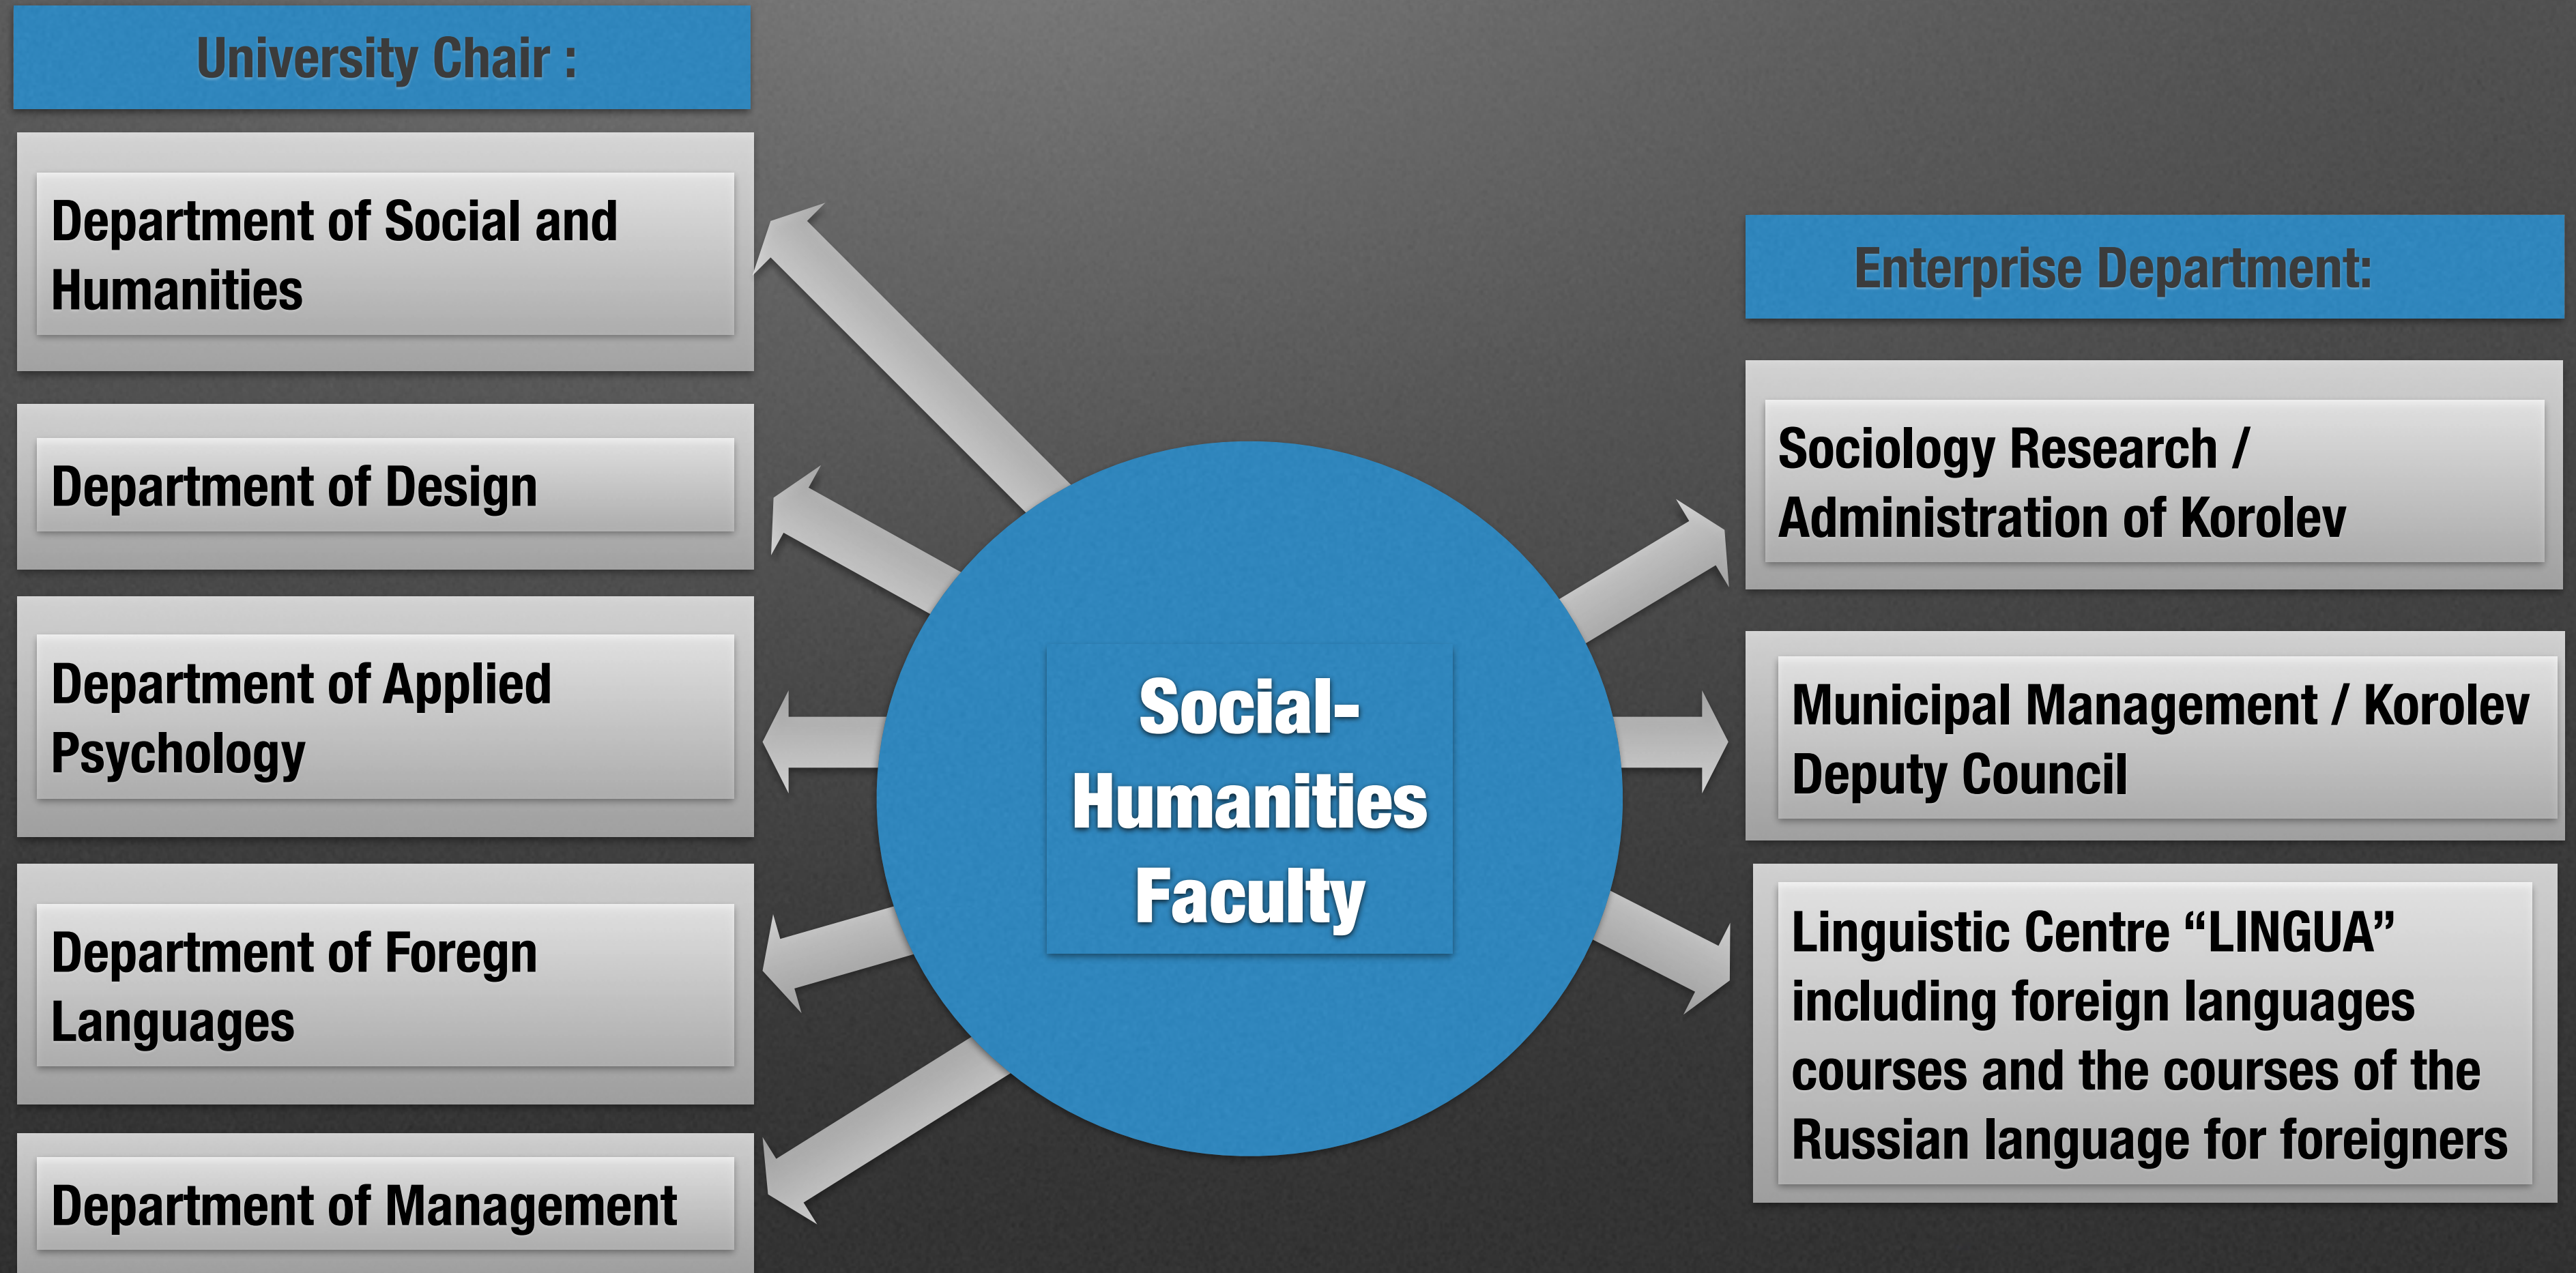 University Chair :
Department of Social and
Humanities
Department of Design
Department of Applied
Psychology
Department of Foregn
Languages
Department of Management
Social-
Humanities
Faculty
Enterprise Department:
Sociology Research /
Administration of Korolev
Municipal Management / Korolev
Deputy Council
Linguistic Centre “LINGUA”
including foreign languages
courses and the courses of the
Russian language for foreigners